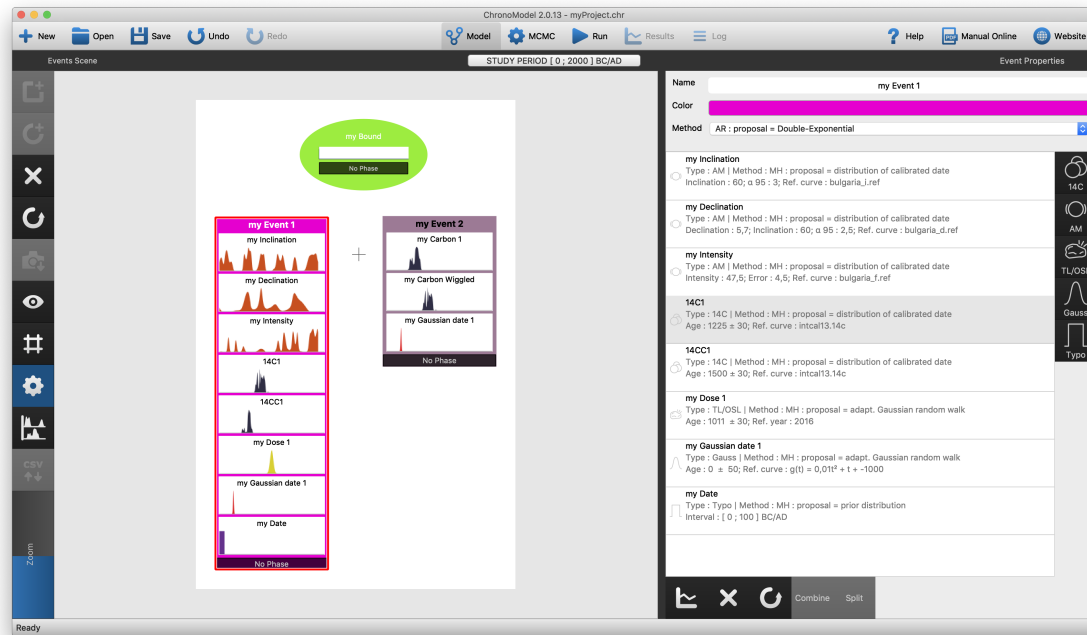 ChronoModel 2.0.13 - myProject.chr
New Open Save Undo Redo Model MCMC Run Results Log Help Manual Online Website
Events Scene STUDY PERIOD [ 0 ; 2000 ] BC/AD Event Properties
my Bound
No Phase
my Event 1
my Inclination
my Declination
my Intensity
14C1
14CC1
my Dose 1
my Gaussian date 1
my Date
No Phase
my Event 2
my Carbon 1
my Carbon Wiggled
my Gaussian date 1
No Phase
CSV
Zoom
Name my Event 1
Color
Method AR : proposal = Double-Exponential
my Inclination
Type : AM | Method : MH : proposal = distribution of calibrated date
Inclination : 60; α 95 : 3; Ref. curve : bulgaria_i.ref
my Declination
Type : AM | Method : MH : proposal = distribution of calibrated date
Declination : 5,7; Inclination : 60; α 95 : 2,5; Ref. curve : bulgaria_d.ref
my Intensity
Type : AM | Method : MH : proposal = distribution of calibrated date
Intensity : 47,5; Error : 4,5; Ref. curve : bulgaria_f.ref
14C1
Type : 14C | Method : MH : proposal = distribution of calibrated date
Age : 1225 ± 30; Ref. curve : intcal13.14c
14CC1
Type : 14C | Method : MH : proposal = distribution of calibrated date
Age : 1500 ± 30; Ref. curve : intcal13.14c
my Dose 1
Type : TL/OSL | Method : MH : proposal = adapt. Gaussian random walk
Age : 1011 ± 30; Ref. year : 2016
my Gaussian date 1
Type : Gauss | Method : MH : proposal = adapt. Gaussian random walk
Age : 0 ± 50; Ref. curve : g(t) = 0,01t² + t + -1000
my Date
Type : Typo | Method : MH : proposal = prior distribution
Interval : [ 0 ; 100 ] BC/AD
14C
AM
TL/OSL
Gauss
Typo
Combine Split
PDF
Ready